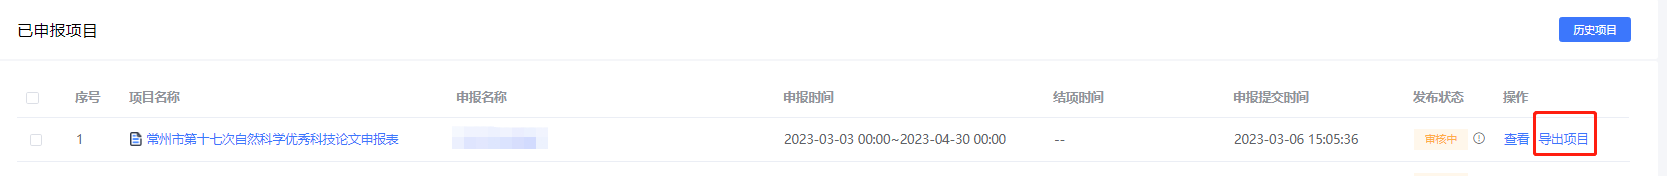 已申报项目
历史项目
序号 项目名称 申报名称 申报时间 结项时间 申报提交时间 发布状态 操作
1 常州市第十七次自然科学优秀科技论文申报表 2023-03-03 00:00~2023-04-30 00:00 -- 2023-03-06 15:05:36 审核中 查看 导出项目